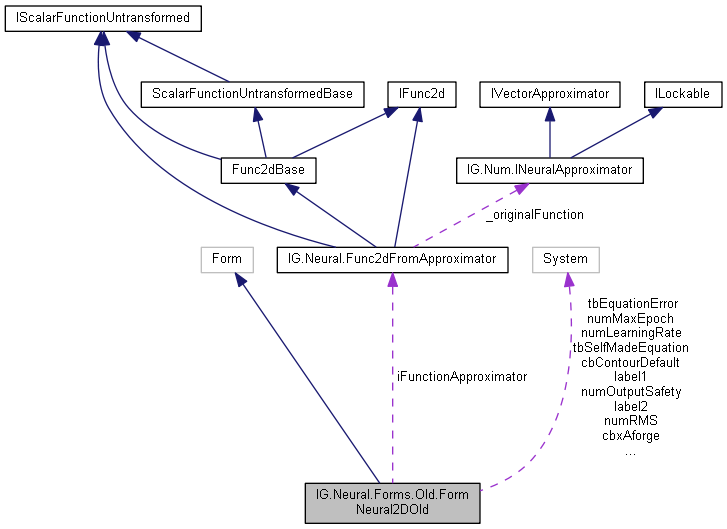 IScalarFunctionUntransformed
ScalarFunctionUntransformedBase
IFunc2d
IVectorApproximator
ILockable
Func2dBase
IG.Num.INeuralApproximator
_originalFunction
Form
IG.Neural.Func2dFromApproximator
System
tbEquationError
numMaxEpoch
numLearningRate
tbSelfMadeEquation
cbContourDefault
label1
numOutputSafety
label2
numRMS
cbxAforge
...
iFunctionApproximator
IG.Neural.Forms.Old.Form
Neural2DOld